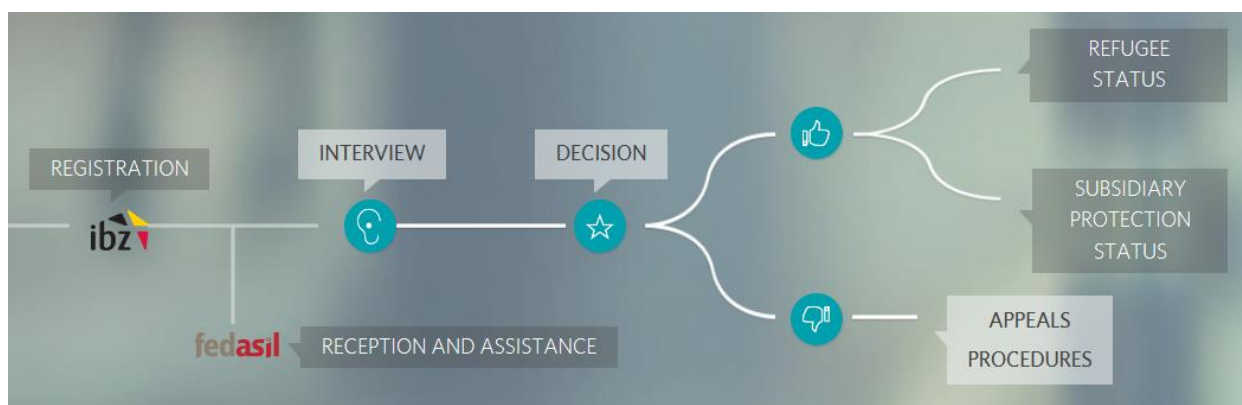 REGISTRATION
ibz
fedasil
RECEPTION AND ASSISTANCE
INTERVIEW
DECISION
REFUGEE
STATUS
SUBSIDIARY
PROTECTION
STATUS
APPEALS
PROCEDURES